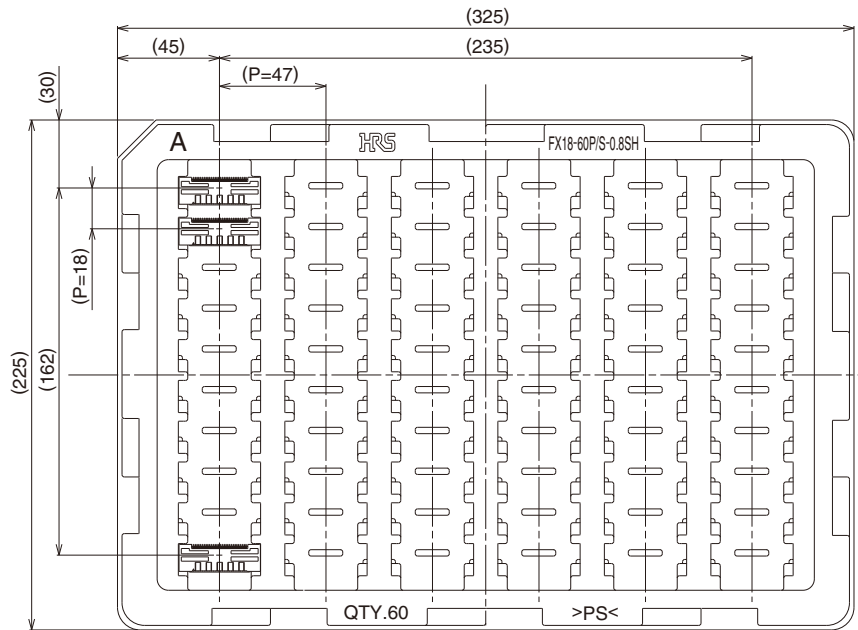 (325)
(45)
(235)
(P=47)
(30)
A
HRS
FX18-60P/S-0.8SH
(P=18)
(162)
(225)
QTY.60
>PS<